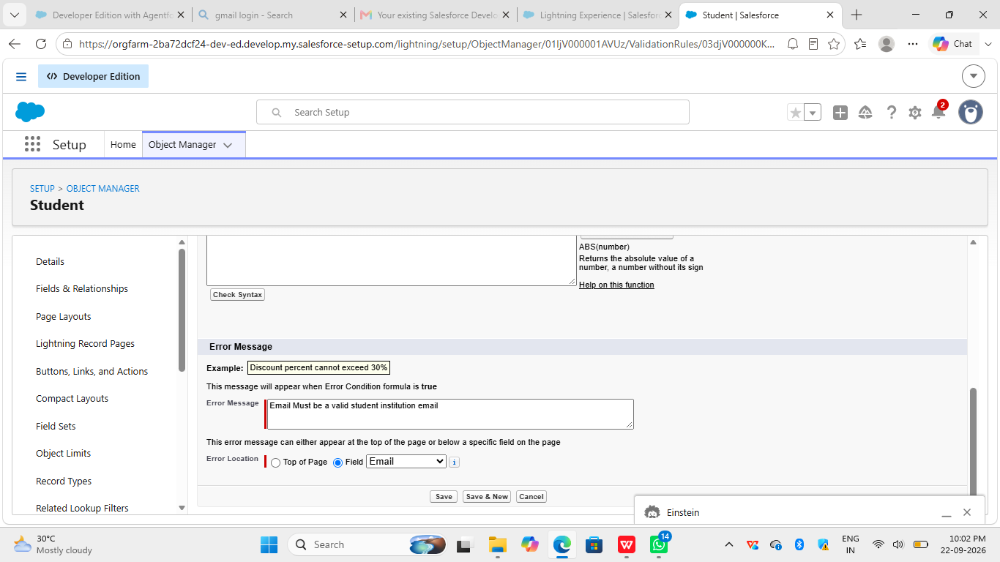 Developer Edition with Agentfo
gmail login - Search
Your existing Salesforce Develo
Lightning Experience | Salesforc
Student | Salesforce
https://orgfarm-2ba72dcf24-dev-ed.develop.my.salesforce-setup.com/lightning/setup/ObjectManager/01IjV000001AVUz/ValidationRules/03djV000000K...
Chat
Developer Edition
Search Setup
2
Setup
Home
Object Manager
SETUP > OBJECT MANAGER
Student
Details
Fields & Relationships
Page Layouts
Lightning Record Pages
Buttons, Links, and Actions
Compact Layouts
Field Sets
Object Limits
Record Types
Related Lookup Filters
ABS(number)
Returns the absolute value of a
number, a number without its sign
Help on this function
Check Syntax
Error Message
Example: Discount percent cannot exceed 30%
This message will appear when Error Condition formula is true
Error Message
Email Must be a valid student institution email
This error message can either appear at the top of the page or below a specific field on the page
Error Location
Top of Page
Field
Email
i
Save
Save & New
Cancel
Einstein
30°C
Mostly cloudy
Search
14
ENG
IN
10:02 PM
22-09-2026